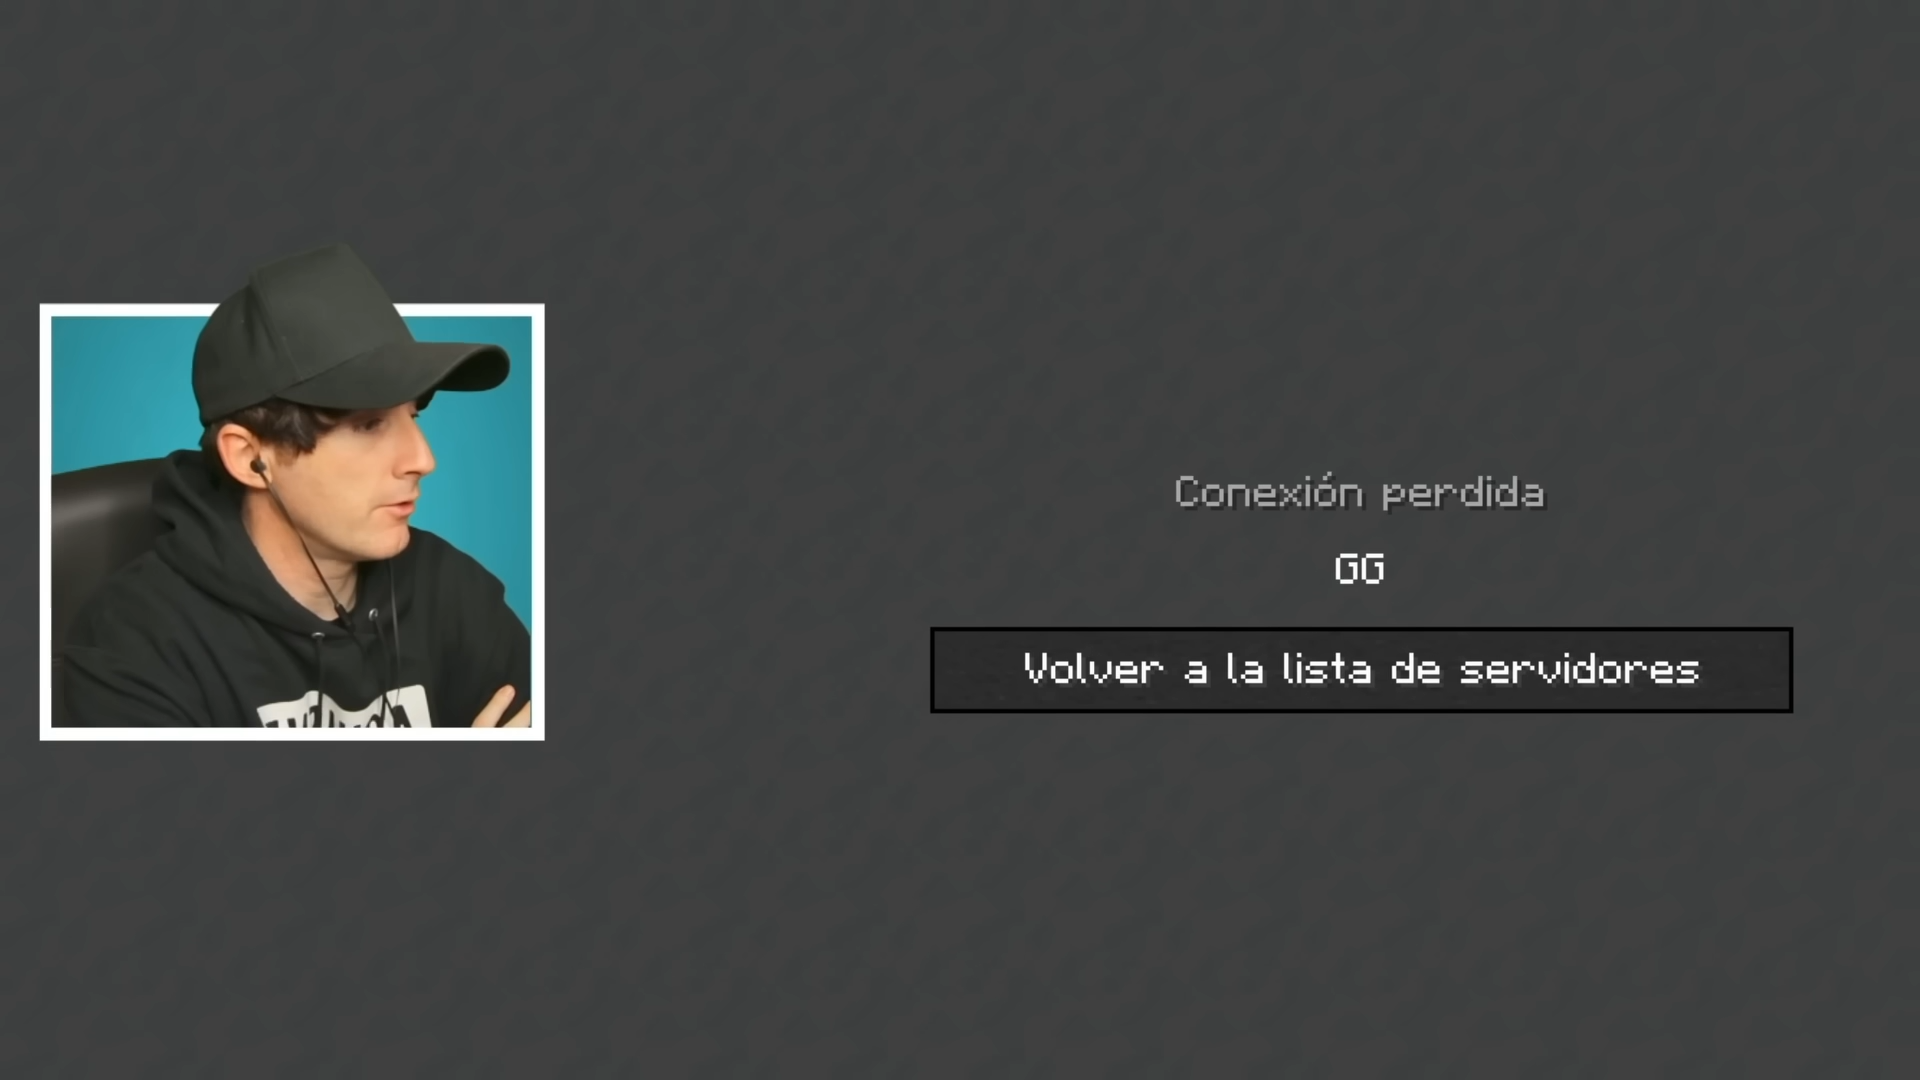 Conexión perdida
GG
Volver a la lista de servidores